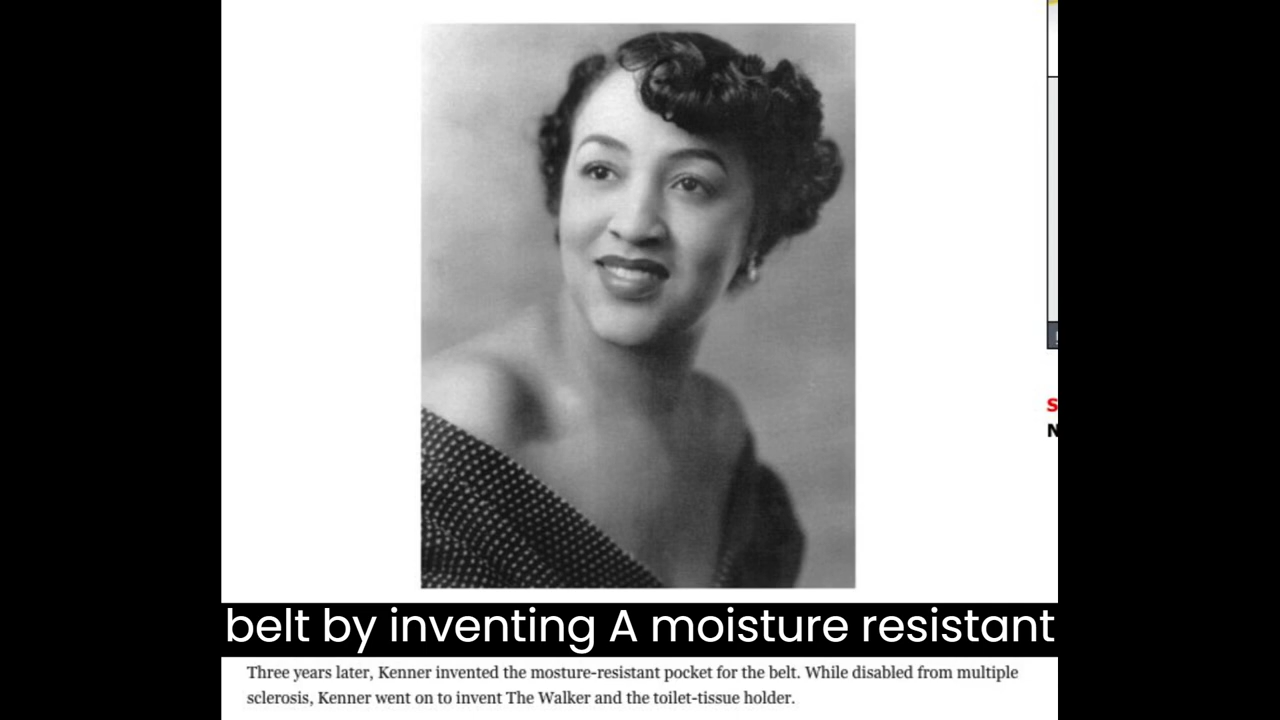 S
N
belt by inventing A moisture resistant
Three years later, Kenner invented the mosture-resistant pocket for the belt. While disabled from multiple
sclerosis, Kenner went on to invent The Walker and the toilet-tissue holder.